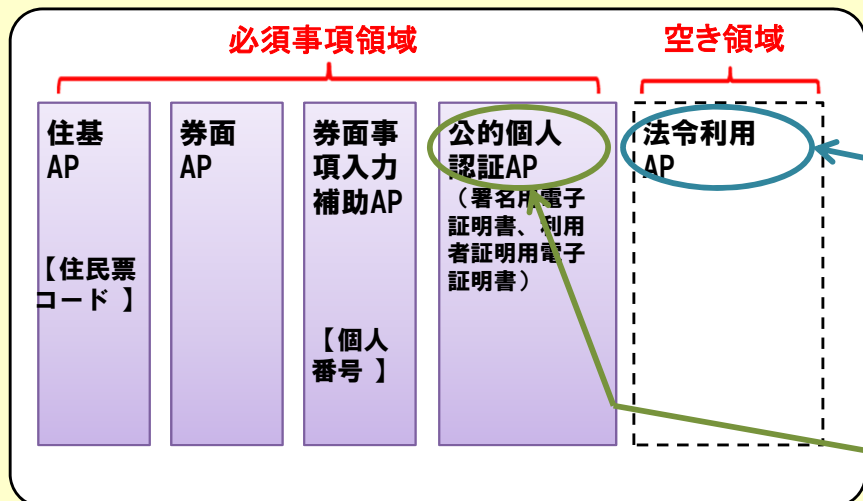 必須事項領域
空き領域
住基
AP
【住民票
コード 】
券面
AP
券面事
項入力
補助AP
【個人
番号 】
公的個人
認証AP
（署名用電子
証明書、利用
者証明用電子
証明書）
法令利用
AP